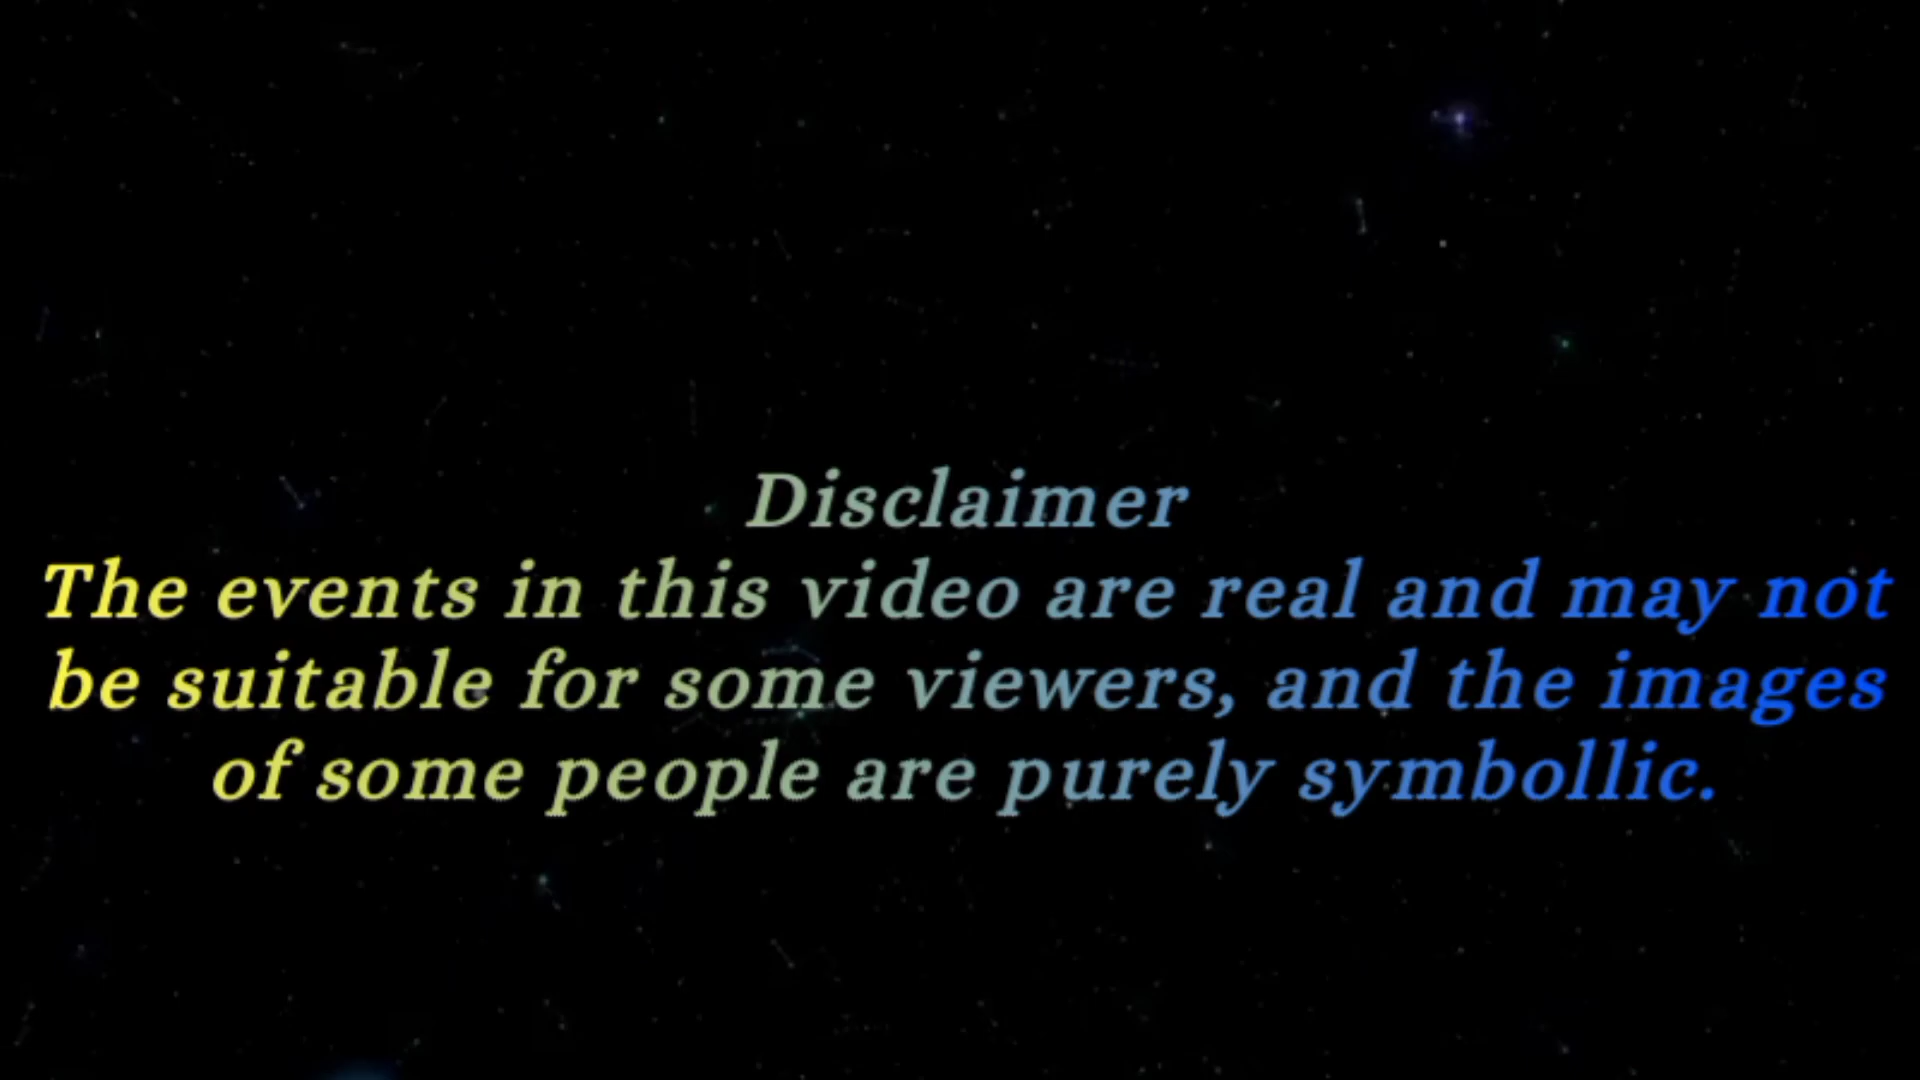 Disclaimer
The events in this video are real and may not
be suitable for some viewers, and the images
of some people are purely symbollic.